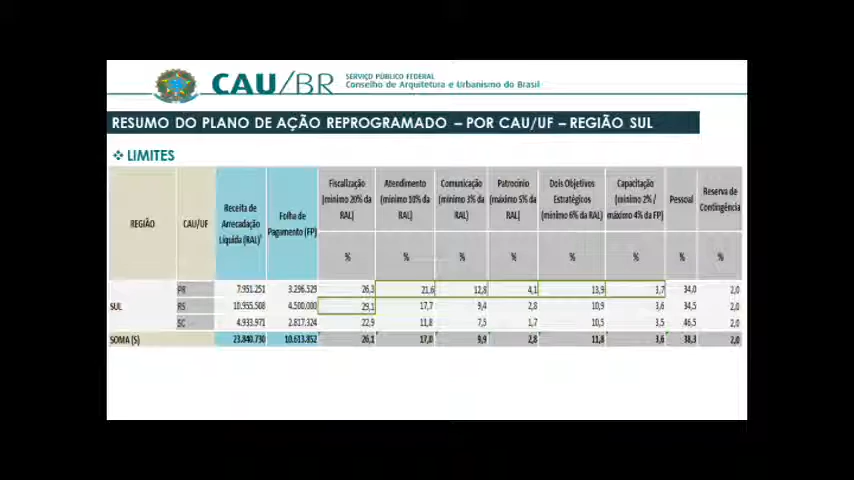 CAU/BR
SERVIÇO PÚBLICO FEDERAL
Conselho de Arquitetura e Urbanismo do Brasil
RESUMO DO PLANO DE AÇÃO REPROGRAMADO – POR CAU/UF – REGIÃO SUL
❖ LIMITES
REGIÃO CAU/UF Receita de Arrecadação Líquida (RAL)¹ Folha de Pagamento (FP) Fiscalização (mínimo 20% da RAL) Atendimento (mínimo 10% da RAL) Comunicação (mínimo 3% da RAL) Patrocínio (máximo 5% da RAL) Dois Objetivos Estratégicos (mínimo 6% da RAL) Capacitação (mínimo 2% / máximo 4% da FP) Pessoal Reserva de Contingência
% % % % % % % %
SUL
PR 7.951.251 3.296.529 26,3 21,6 12,8 4,1 13,9 3,7 34,0 2,0
RS 10.955.508 4.500.000 29,1 17,7 9,4 2,8 10,9 3,6 34,5 2,0
SC 4.933.971 2.817.324 22,9 11,8 7,5 1,7 10,5 3,5 46,5 2,0
SOMA (S) 23.840.730 10.613.852 26,1 17,0 9,9 2,8 11,8 3,6 38,3 2,0